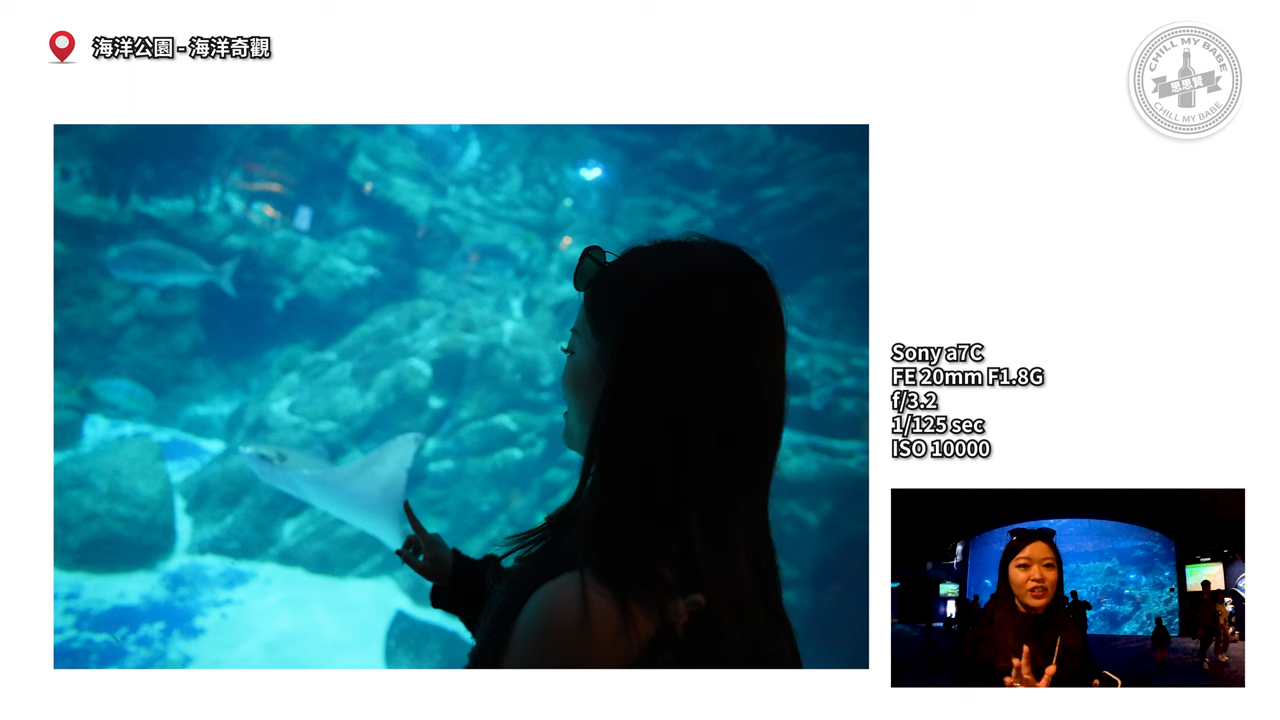 海洋公園 - 海洋奇觀
CHILL MY BABE
思思賢
CHILL MY BABE
Sony a7C
FE 20mm F1.8G
f/3.2
1/125 sec
ISO 10000